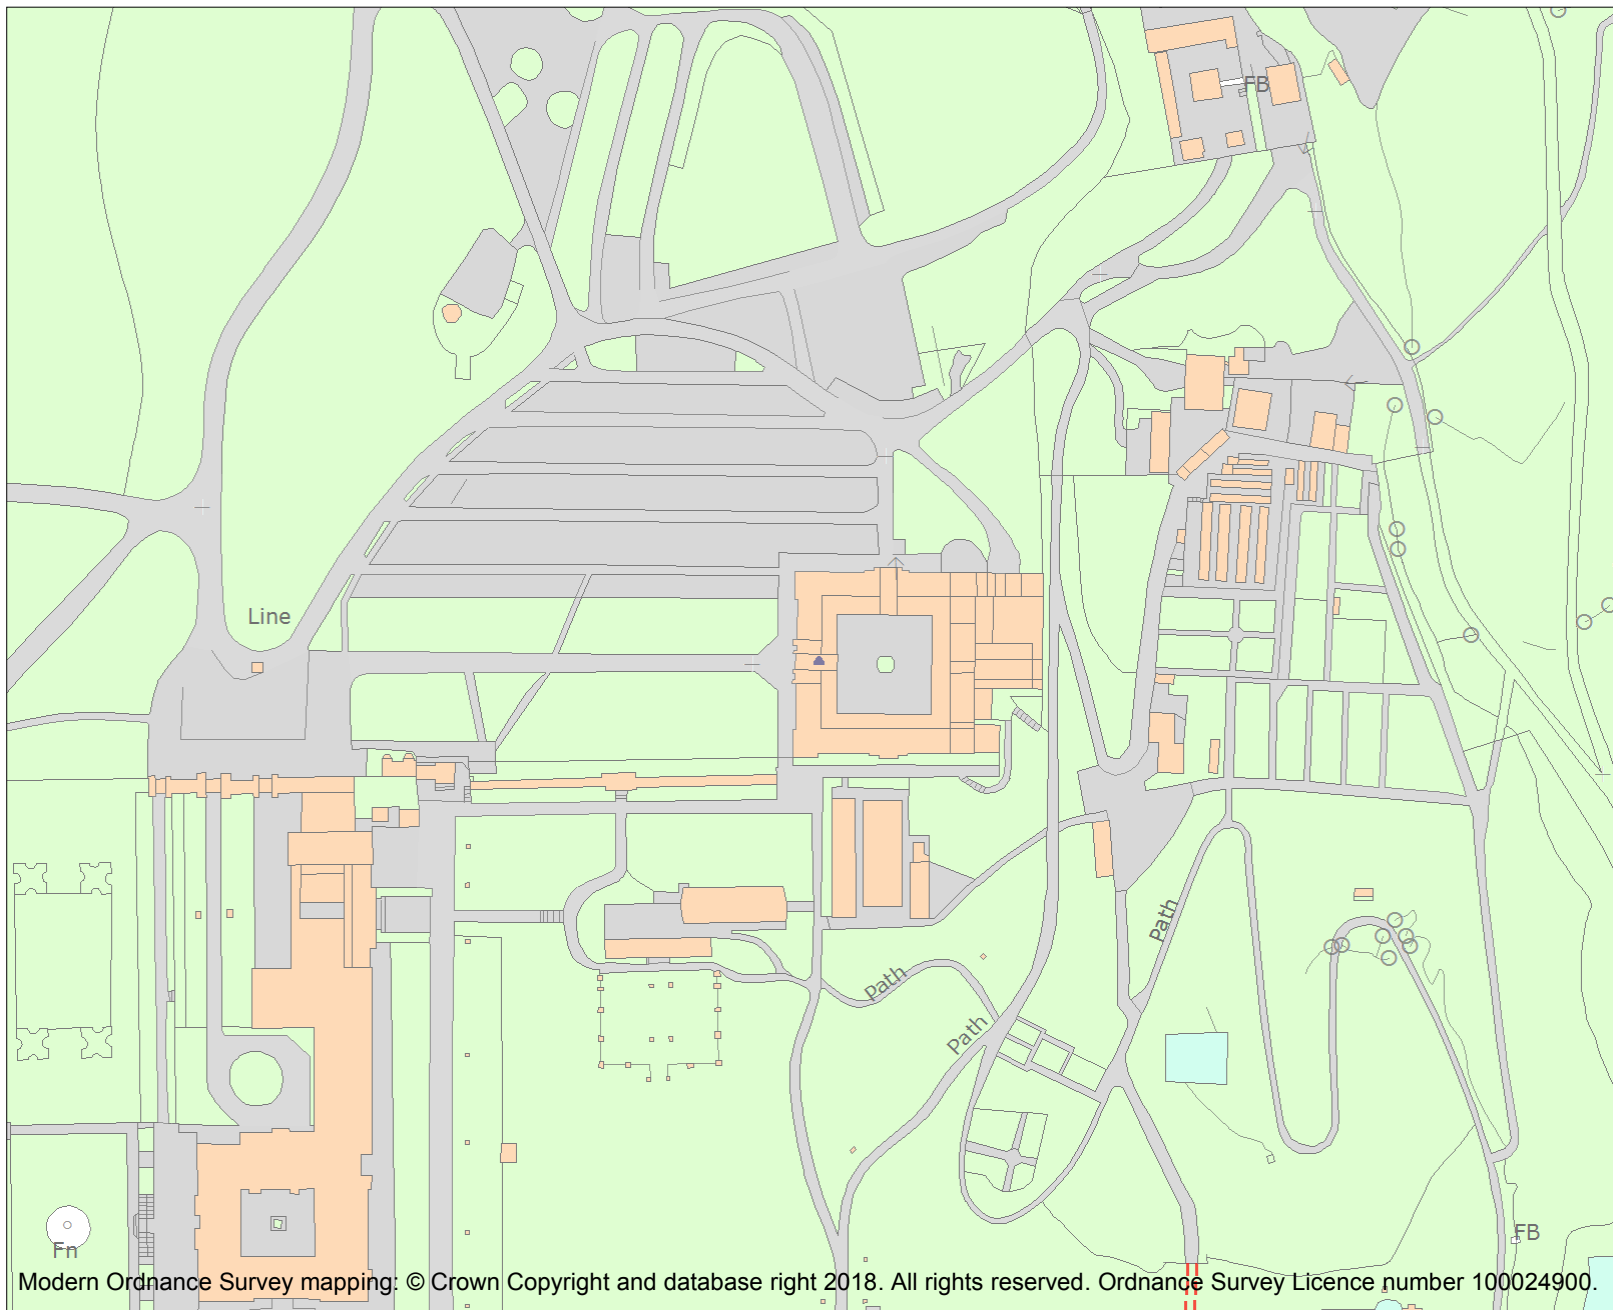 FB
Line
Path
Path
Path
FB
Fn
Modern Ordnance Survey mapping: © Crown Copyright and database right 2018. All rights reserved. Ordnance Survey Licence number 100024900.